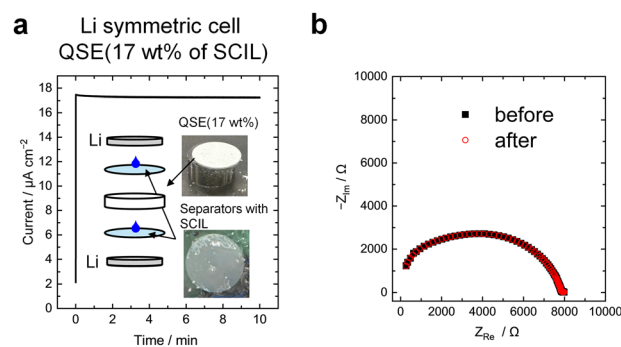 a
Li symmetric cell
QSE(17 wt% of SCIL)
18
16
14
12
10
8
6
4
2
0
Current / μA cm⁻²
0 2 4 6 8 10
Time / min
Li
QSE(17 wt%)
Separators with
SCIL
Li
b
10000
8000
6000
4000
2000
0
−Z_Im / Ω
before
after
0 2000 4000 6000 8000 10000
Z_Re / Ω